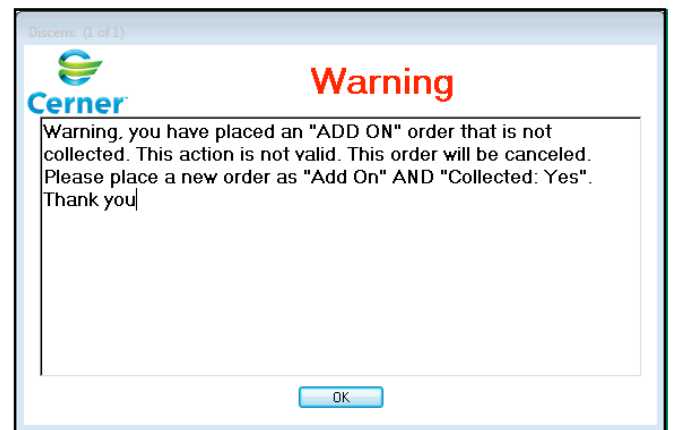 Discern: (1 of 1)
Cerner
Warning
Warning, you have placed an "ADD ON" order that is not
collected. This action is not valid. This order will be canceled.
Please place a new order as "Add On" AND "Collected: Yes".
Thank you
OK